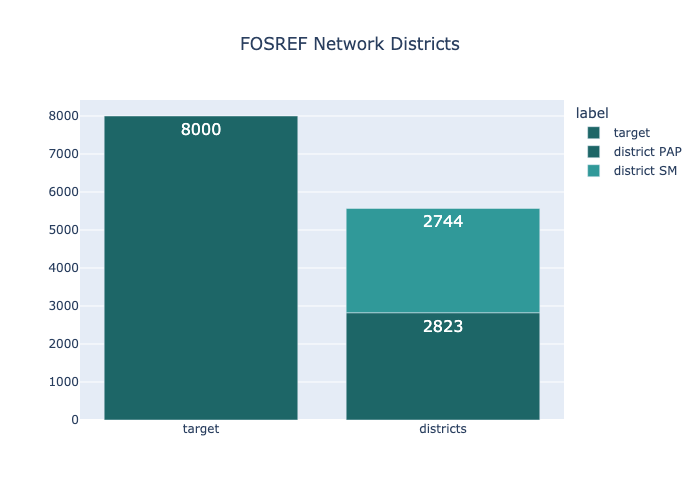 FOSREF Network Districts
label
target
district PAP
district SM
8000
7000
6000
5000
4000
3000
2000
1000
0
8000
2744
2823
target
districts